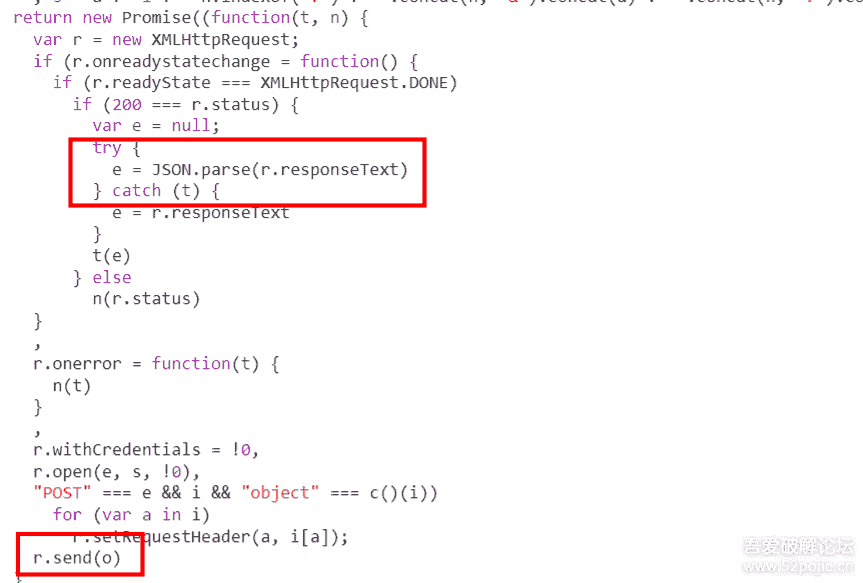 return new Promise((function(t, n) {
var r = new XMLHttpRequest;
if (r.onreadystatechange = function() {
if (r.readyState === XMLHttpRequest.DONE)
if (200 === r.status) {
var e = null;
try {
e = JSON.parse(r.responseText)
} catch (t) {
e = r.responseText
}
t(e)
} else
n(r.status)
}
,
r.onerror = function(t) {
n(t)
}
,
r.withCredentials = !0,
r.open(e, s, !0),
"POST" === e && i && "object" === c()(i))
for (var a in i)
r.setRequestHeader(a, i[a]);
r.send(o)
吾爱破解论坛
www.52pojie.cn